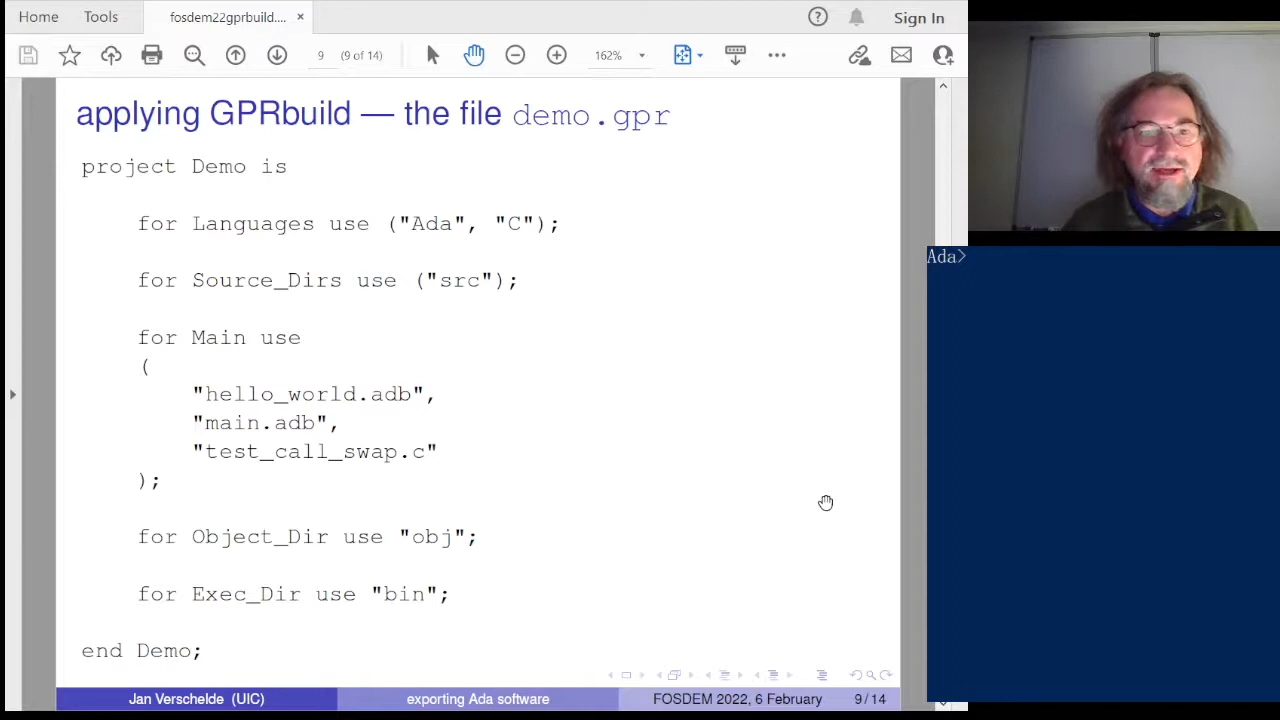 Home Tools fosdem22gprbuild.... × ? Sign In
9 (9 of 14) 162%
applying GPRbuild — the file demo.gpr
project Demo is
for Languages use ("Ada", "C");
for Source_Dirs use ("src");
for Main use
(
"hello_world.adb",
"main.adb",
"test_call_swap.c"
);
for Object_Dir use "obj";
for Exec_Dir use "bin";
end Demo;
Jan Verschelde (UIC) exporting Ada software FOSDEM 2022, 6 February 9 / 14
Ada>